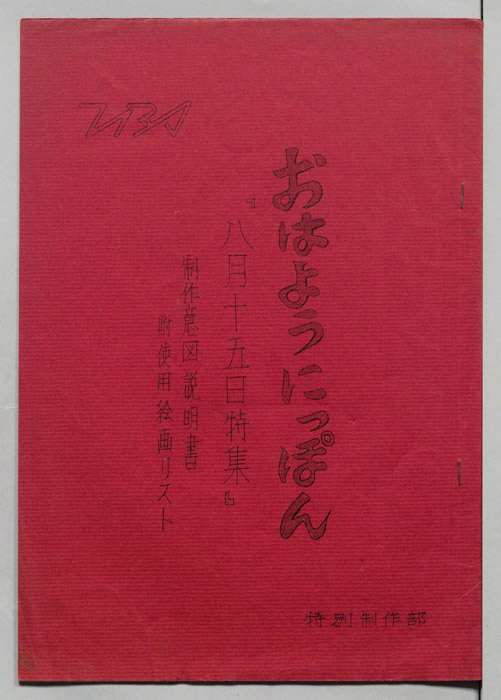 TBS
おはようにっぽん
『八月十五日特集』
制作意図説明書
附使用絵画リスト
特別制作部